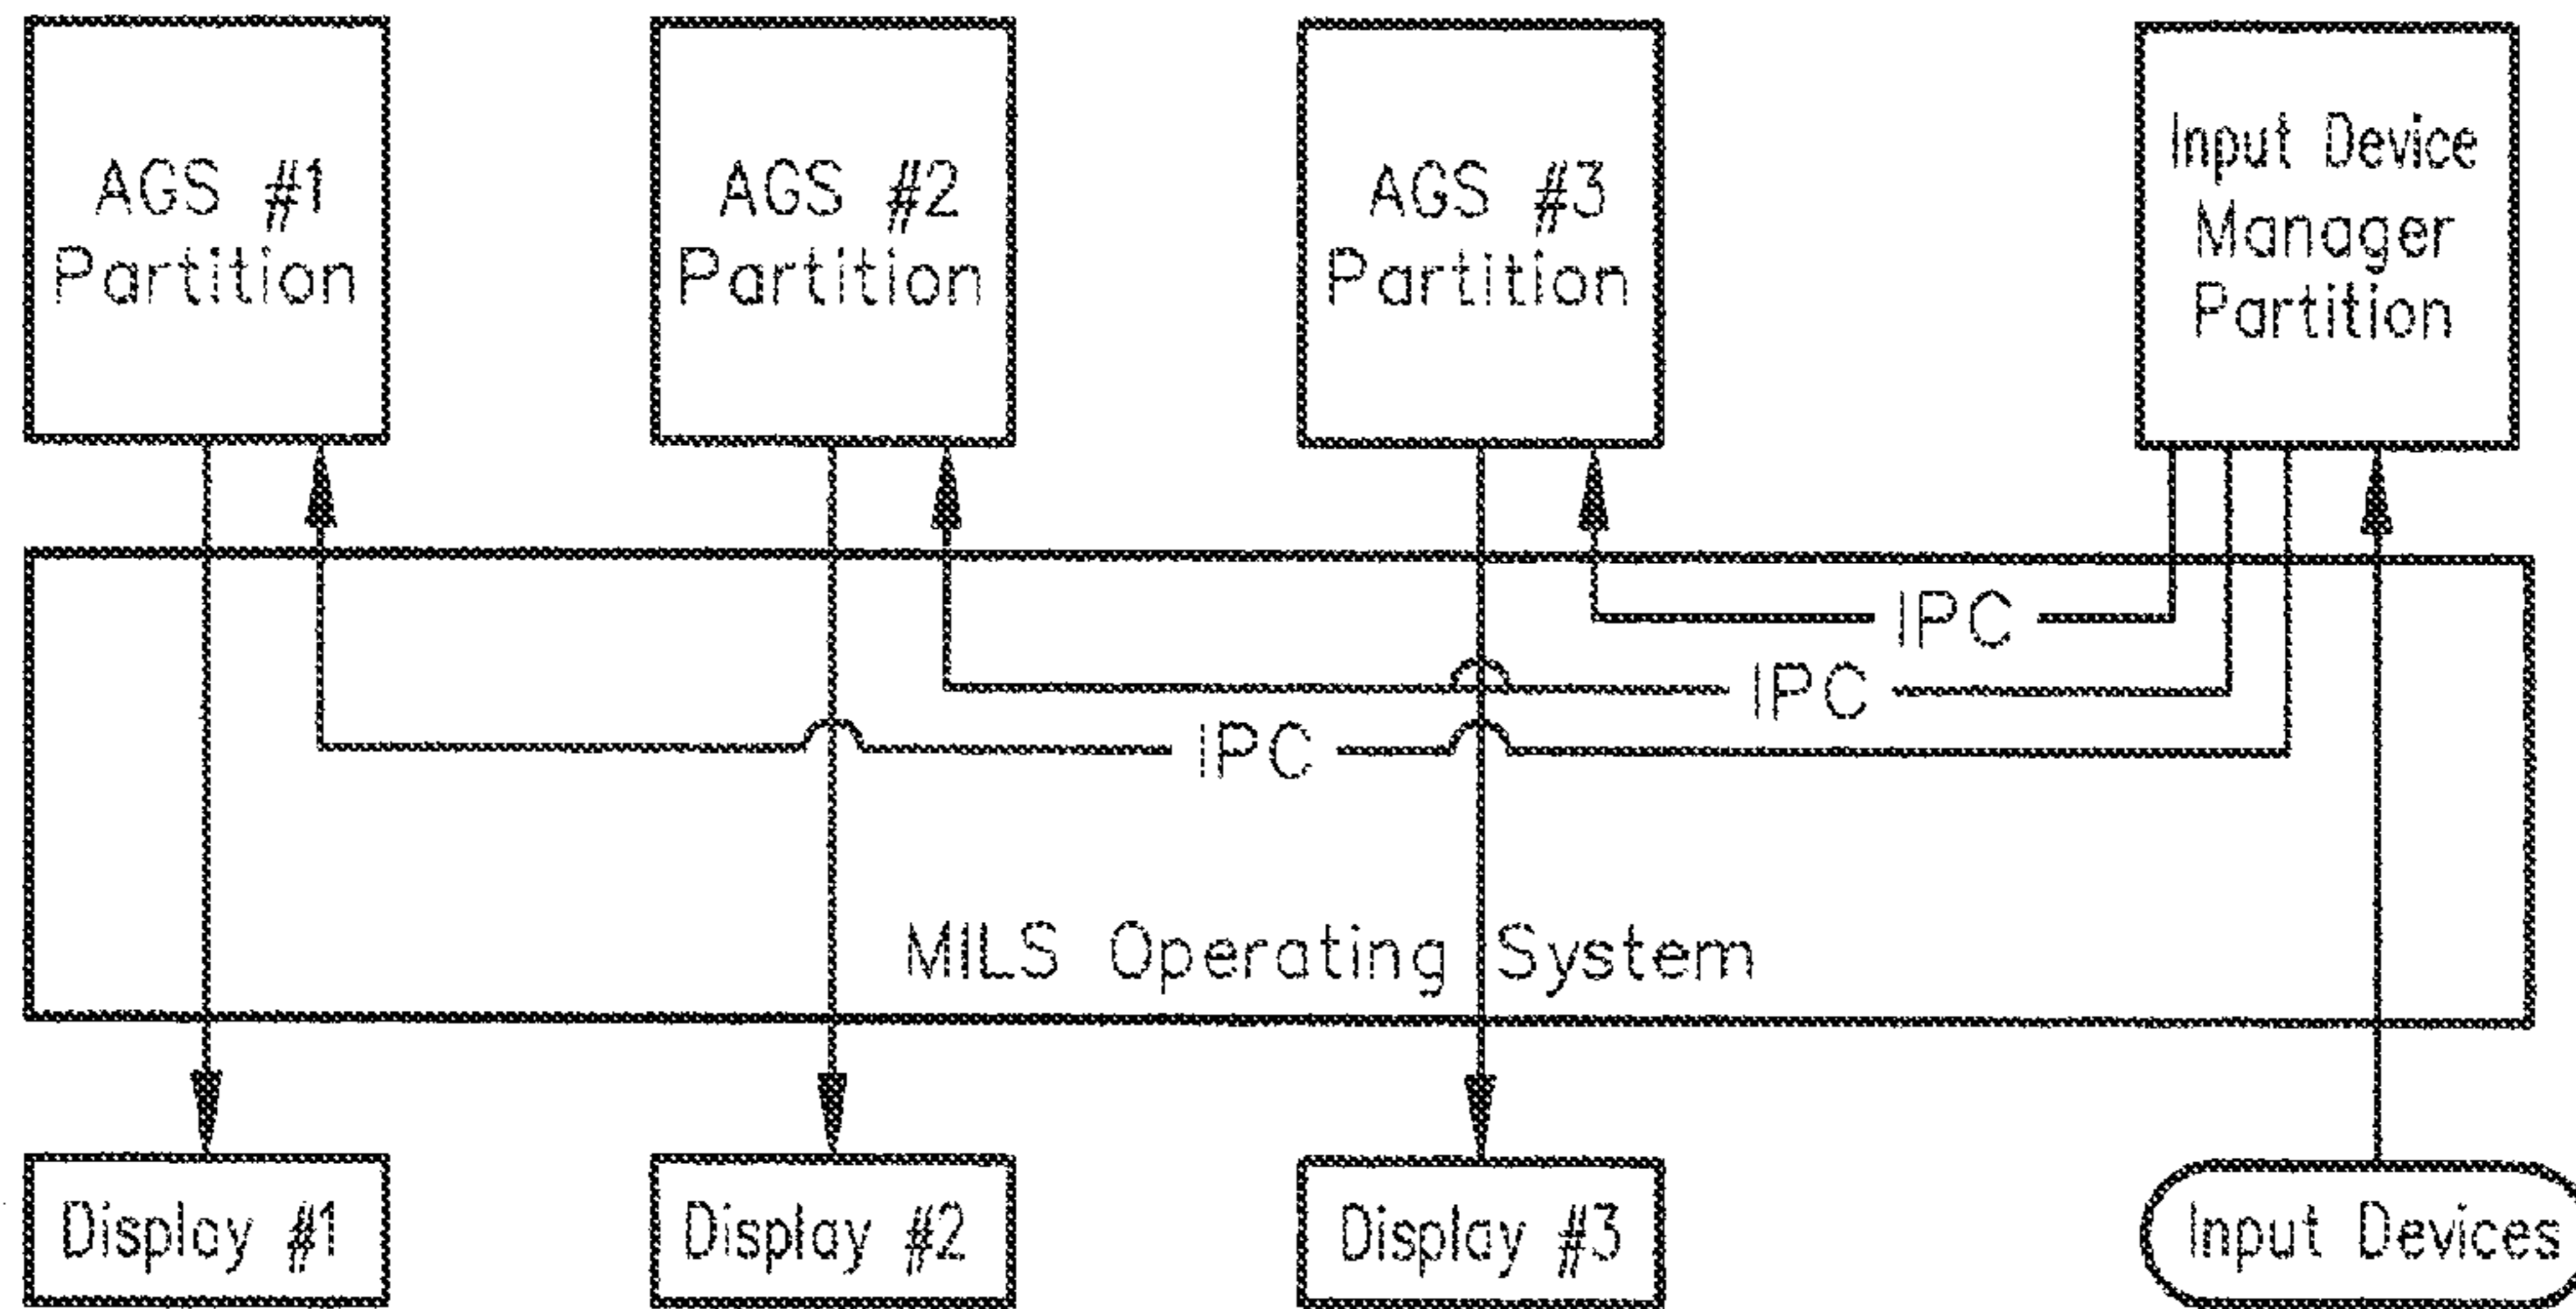 AGS #1
Partition
AGS #2
Partition
AGS #3
Partition
Input Device
Manager
Partition
IPC
IPC
IPC
MILS Operating System
Display #1
Display #2
Display #3
Input Devices